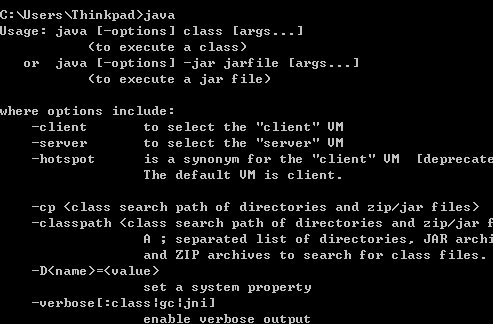 C:\Users\Thinkpad>java
Usage: java [-options] class [args...]
(to execute a class)
or java [-options] -jar jarfile [args...]
(to execute a jar file)
where options include:
-client to select the "client" VM
-server to select the "server" VM
-hotspot is a synonym for the "client" VM [deprecate
The default VM is client.
-cp <class search path of directories and zip/jar files>
-classpath <class search path of directories and zip/jar f
A ; separated list of directories, JAR archi
and ZIP archives to search for class files.
-D<name>=<value>
set a system property
-verbose[:class|gc|jni]
enable verbose output